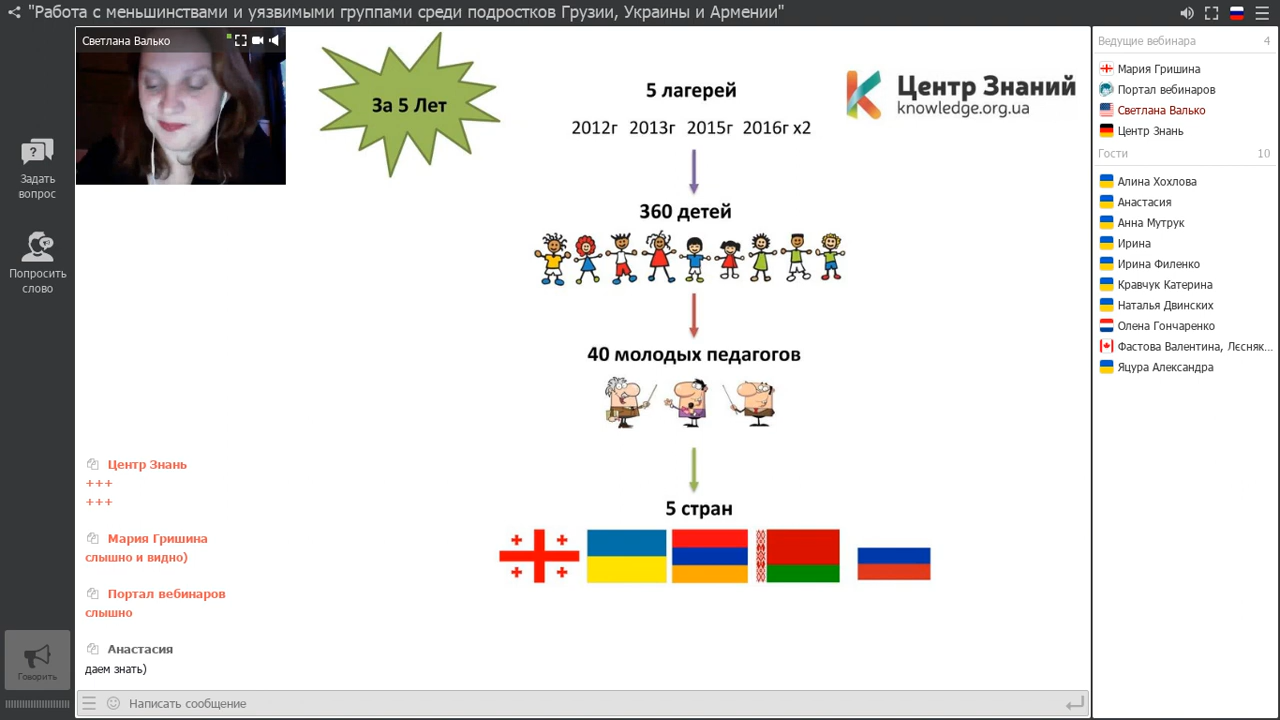 "Работа с меньшинствами и уязвимыми группами среди подростков Грузии, Украины и Армении"
Светлана Валько
За 5 Лет
5 лагерей
2012г 2013г 2015г 2016г х2
Центр Знаний
knowledge.org.ua
360 детей
40 молодых педагогов
5 стран
Задать
вопрос
Попросить
слово
Говорить
Центр Знань
+++
+++
Мария Гришина
слышно и видно)
Портал вебинаров
слышно
Анастасия
даем знать)
Написать сообщение
Ведущие вебинара 4
Мария Гришина
Портал вебинаров
Светлана Валько
Центр Знань
Гости 10
Алина Хохлова
Анастасия
Анна Мутрук
Ирина
Ирина Филенко
Кравчук Катерина
Наталья Двинских
Олена Гончаренко
Фастова Валентина, Лєсняк...
Яцура Александра